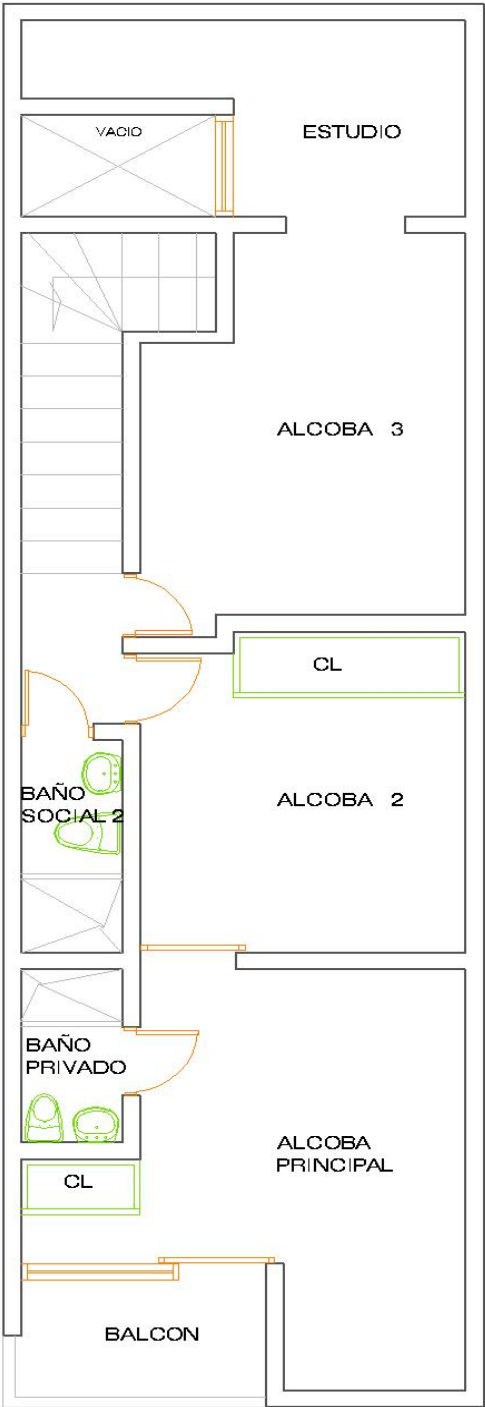 VACIO
ESTUDIO
ALCOBA 3
CL
BAÑO
SOCIAL 2
ALCOBA 2
BAÑO
PRIVADO
ALCOBA
PRINCIPAL
CL
BALCON